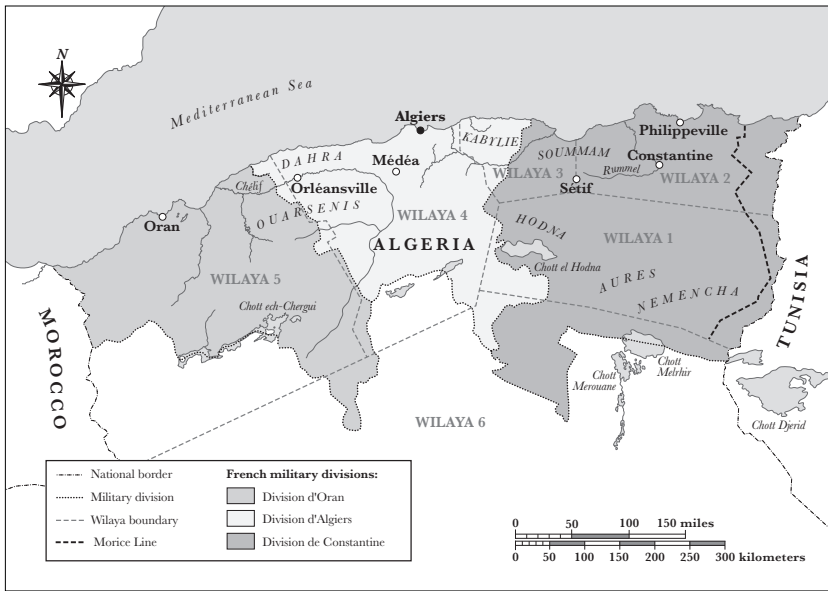 N
Mediterranean Sea
Algiers
KABYLIE
Philippeville
SOUMMAM
Constantine
DAHRA
Médéa
WILAYA 3
Rummel
WILAYA 2
Chélif
Orléansville
Sétif
OUARSENIS
WILAYA 4
Oran
HODNA
WILAYA 1
ALGERIA
Chott el Hodna
WILAYA 5
AURES
NEMENCHA
TUNISIA
Chott ech-Chergui
MOROCCO
Chott
Melrhir
Chott
Merouane
Chott Djerid
WILAYA 6
National border
Military division
Wilaya boundary
Morice Line
French military divisions:
Division d'Oran
Division d'Algiers
Division de Constantine
0 50 100 150 miles
0 50 100 150 200 250 300 kilometers